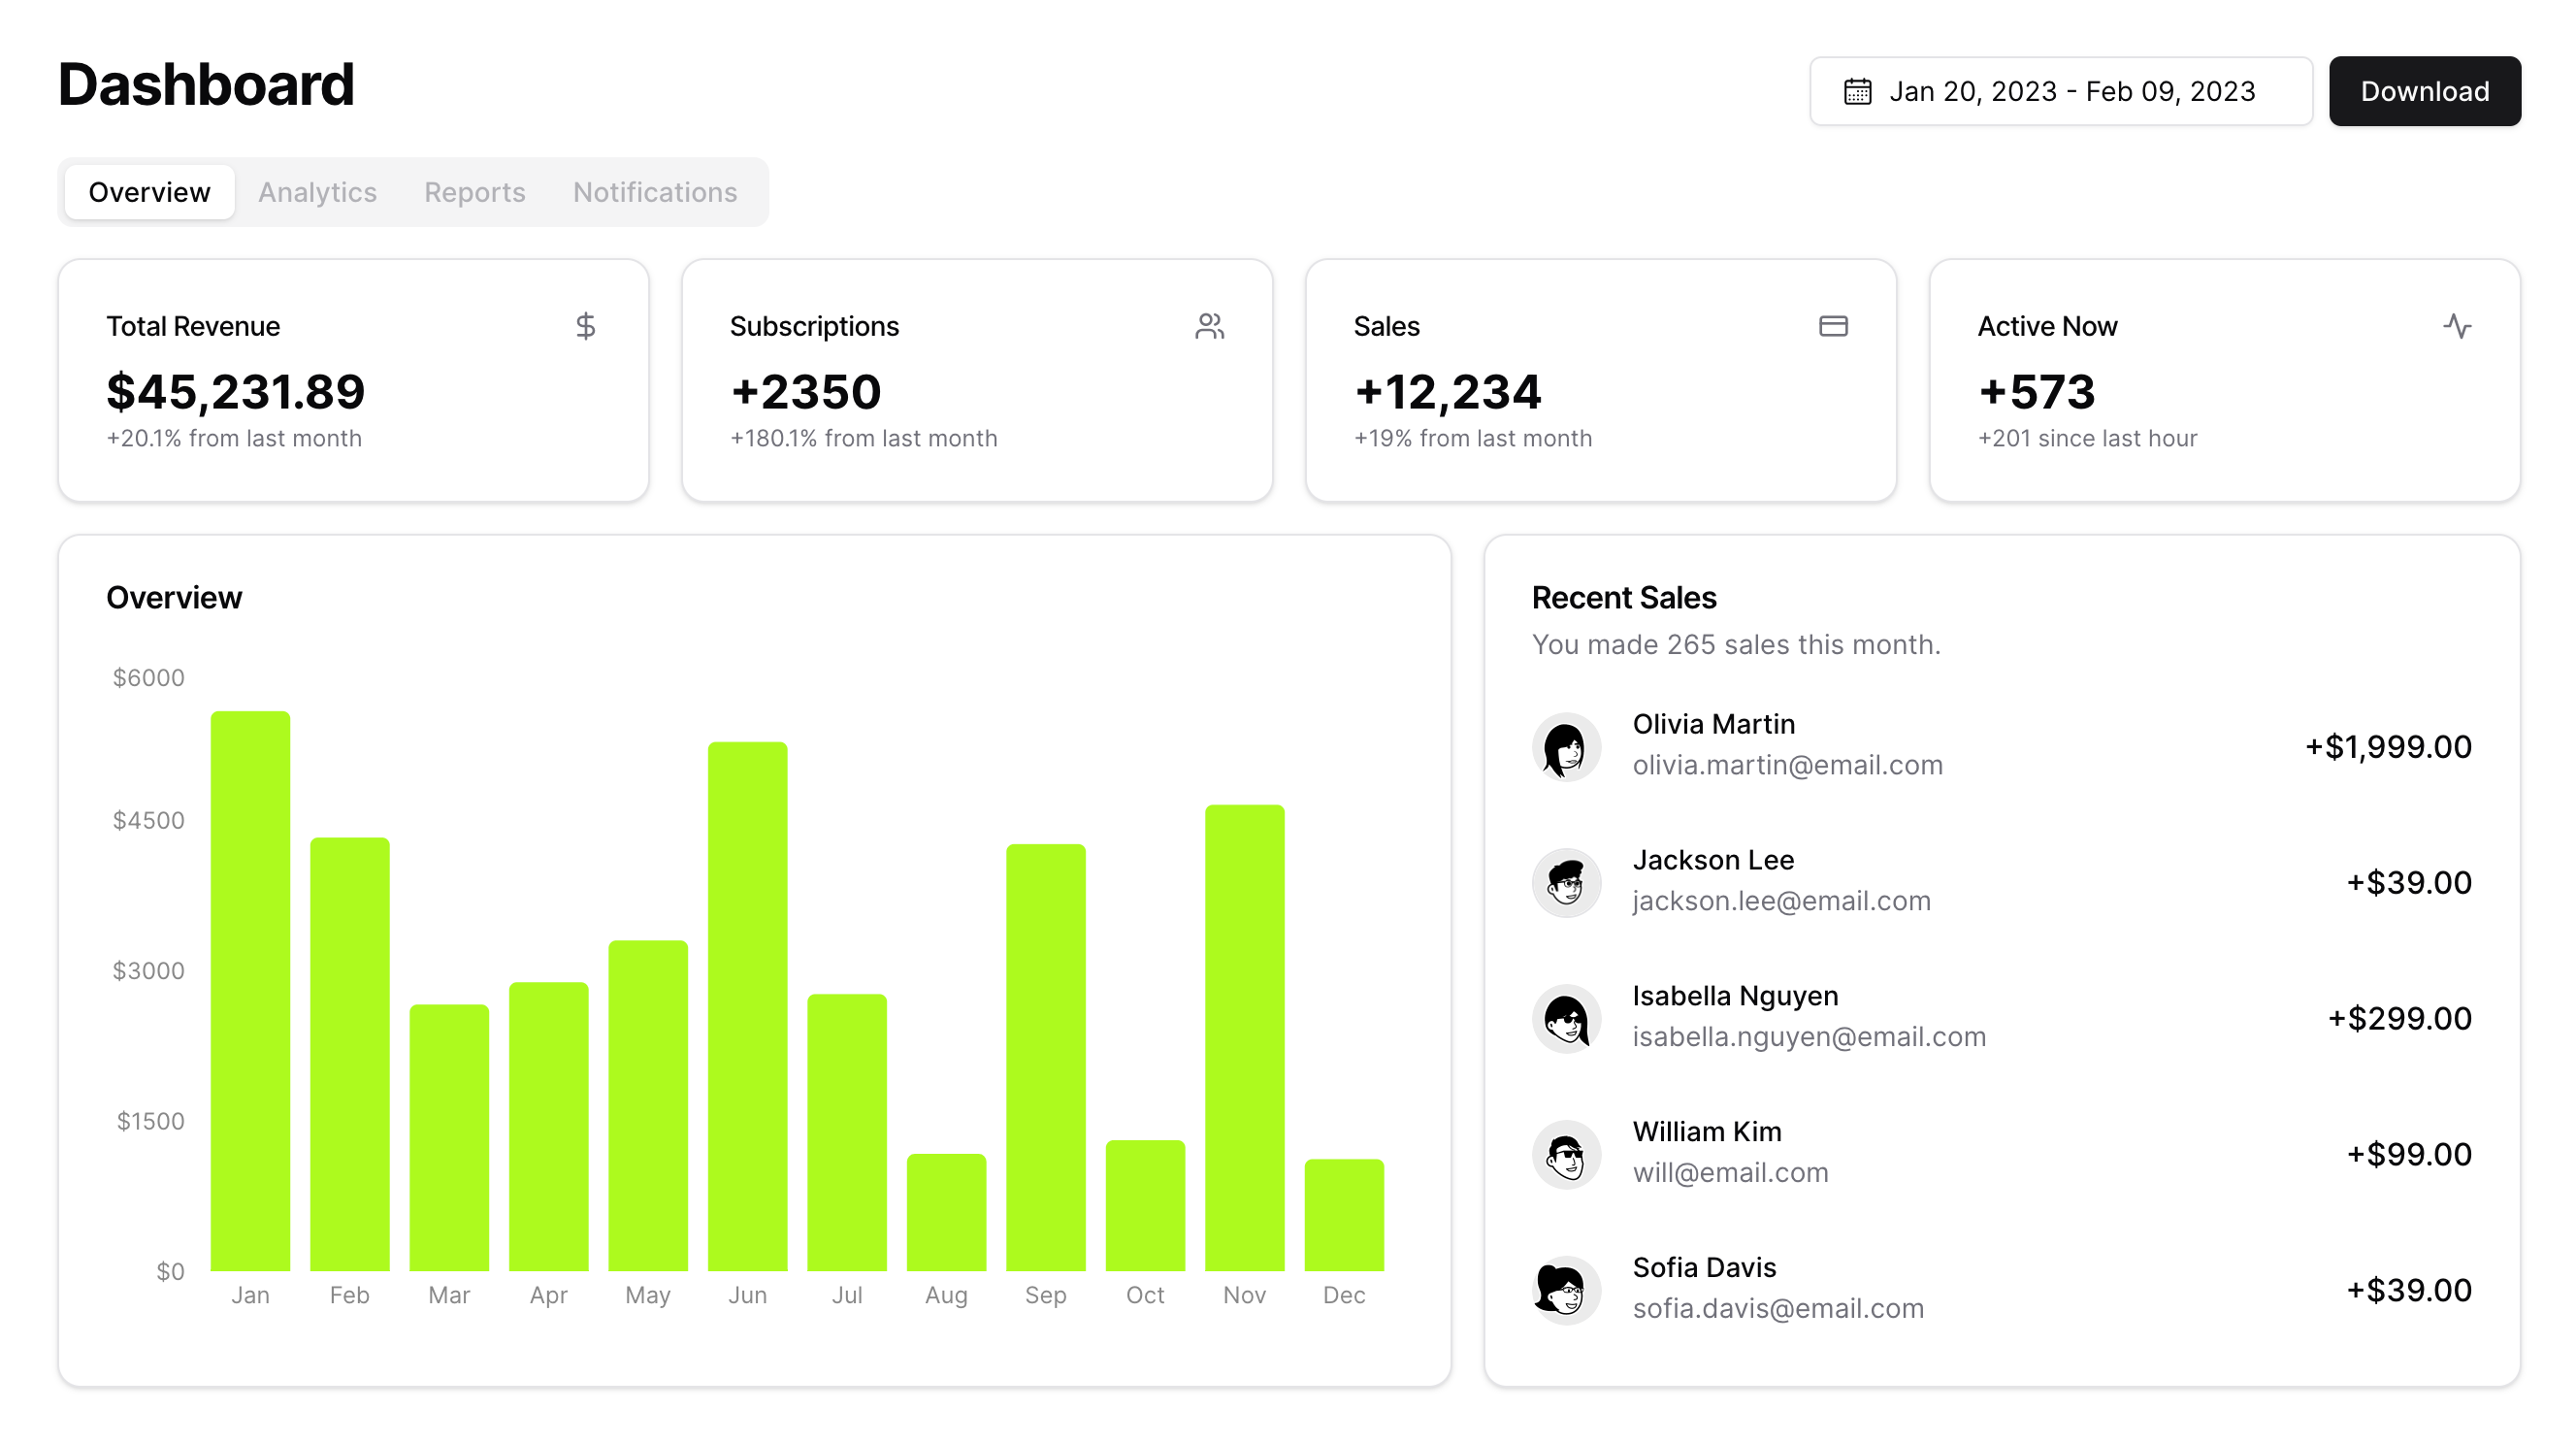 Dashboard
Jan 20, 2023 - Feb 09, 2023
Download
Overview
Analytics
Reports
Notifications
Total Revenue
$45,231.89
+20.1% from last month
Subscriptions
+2350
+180.1% from last month
Sales
+12,234
+19% from last month
Active Now
+573
+201 since last hour
Overview
$6000
$4500
$3000
$1500
$0
Jan
Feb
Mar
Apr
May
Jun
Jul
Aug
Sep
Oct
Nov
Dec
Recent Sales
You made 265 sales this month.
Olivia Martin
olivia.martin@email.com
+$1,999.00
Jackson Lee
jackson.lee@email.com
+$39.00
Isabella Nguyen
isabella.nguyen@email.com
+$299.00
William Kim
will@email.com
+$99.00
Sofia Davis
sofia.davis@email.com
+$39.00